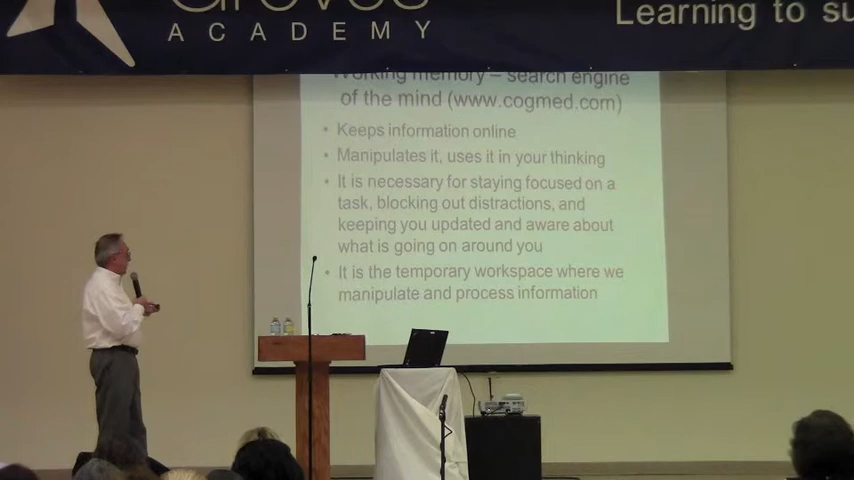 Groves
ACADEMY
Learning to su
Working memory – search engine
of the mind (www.cogmed.com)
• Keeps information online
• Manipulates it, uses it in your thinking
• It is necessary for staying focused on a
task, blocking out distractions, and
keeping you updated and aware about
what is going on around you
• It is the temporary workspace where we
manipulate and process information